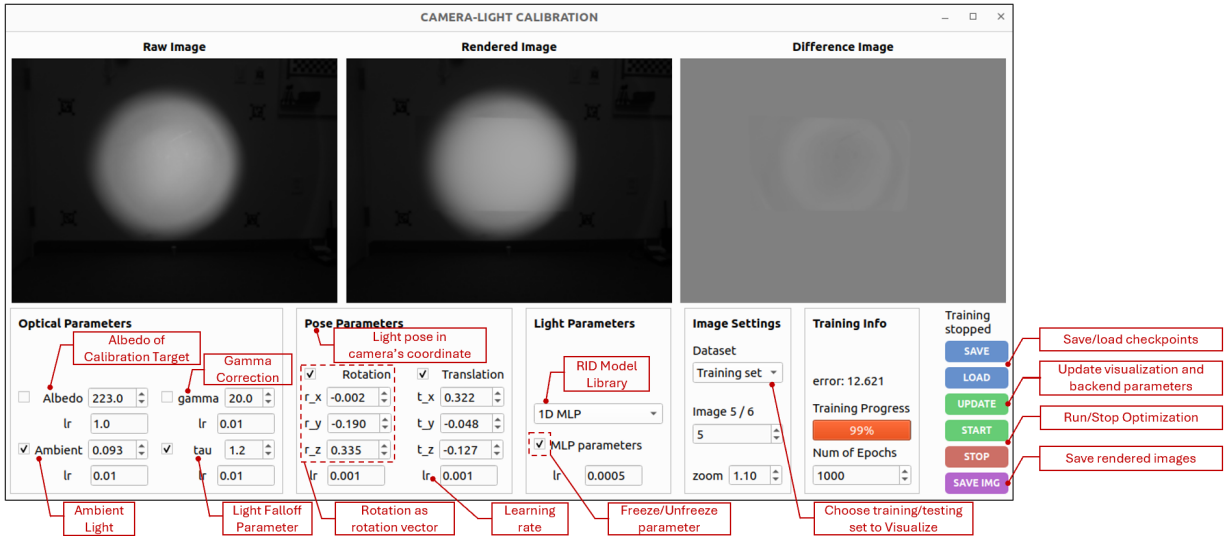 CAMERA-LIGHT CALIBRATION
Raw Image
Rendered Image
Difference Image
Optical Parameters
Albedo of
Calibration Target
Gamma
Correction
Albedo 223.0
gamma 20.0
lr 1.0
lr 0.01
Ambient 0.093
tau 1.2
lr 0.01
lr 0.01
Ambient
Light
Light Falloff
Parameter
Pose Parameters
Light pose in
camera's coordinate
Rotation
Translation
r_x -0.002
t_x 0.322
r_y -0.190
t_y -0.048
r_z 0.335
t_z -0.127
lr 0.001
lr 0.001
Rotation as
rotation vector
Learning
rate
Light Parameters
RID Model
Library
1D MLP
MLP parameters
lr 0.0005
Freeze/Unfreeze
parameter
Image Settings
Dataset
Training set
Image 5 / 6
5
zoom 1.10
Choose training/testing
set to Visualize
Training Info
error: 12.621
Training Progress
99%
Num of Epochs
1000
Training
stopped
SAVE
LOAD
UPDATE
START
STOP
SAVE IMG
Save/load checkpoints
Update visualization and
backend parameters
Run/Stop Optimization
Save rendered images